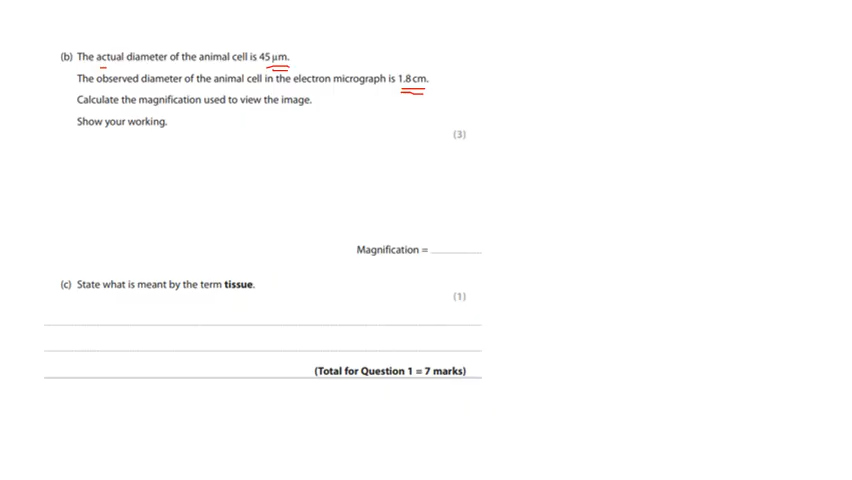 (b) The actual diameter of the animal cell is 45 μm.
The observed diameter of the animal cell in the electron micrograph is 1.8 cm.
Calculate the magnification used to view the image.
Show your working.
(3)
Magnification =
(c) State what is meant by the term tissue.
(1)
(Total for Question 1 = 7 marks)